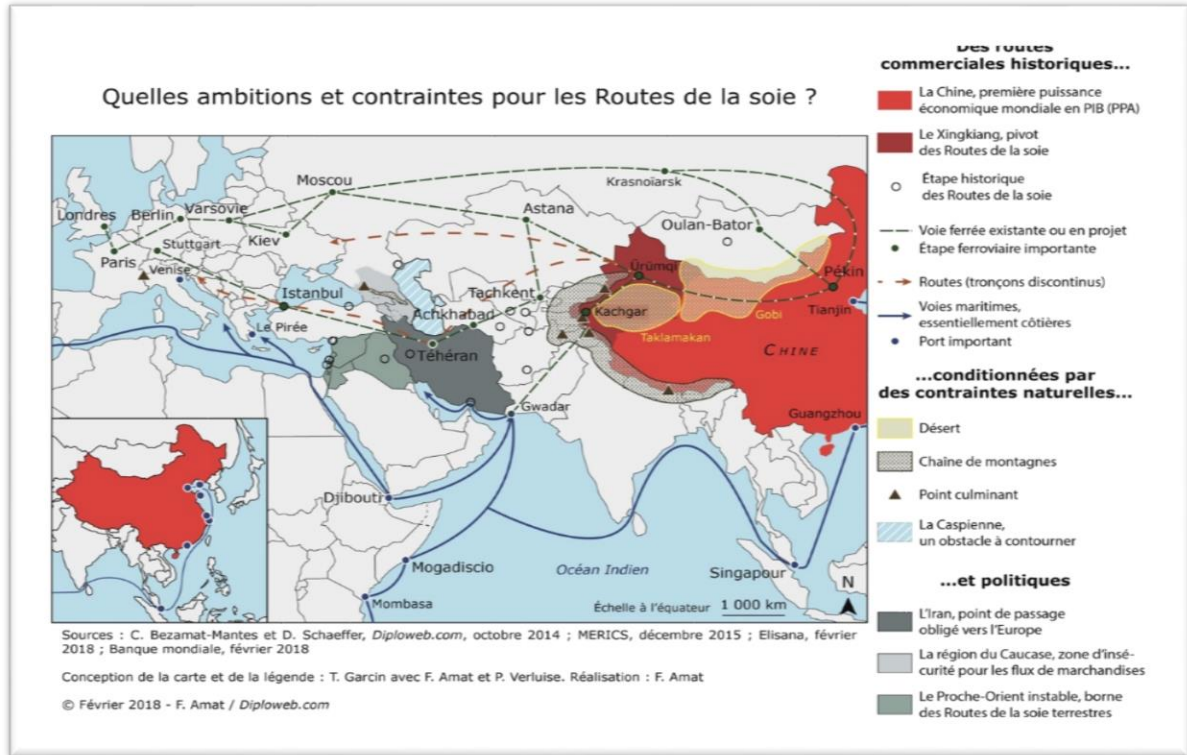 Quelles ambitions et contraintes pour les Routes de la soie ?
Londres
Berlin
Varsovie
Moscou
Krasnoïarsk
Astana
Oulan-Bator
Paris
Stuttgart
Kiev
Venise
Ürümqi
Pékin
Istanbul
Tachkent
Achkhabad
Kachgar
Gobi
Tianjin
Le Pirée
Taklamakan
Téhéran
CHINE
Gwadar
Guangzhou
Djibouti
Mogadiscio
Océan Indien
Singapour
N
Mombasa
Échelle à l'équateur 1 000 km
Sources : C. Bezamat-Mantes et D. Schaeffer, Diploweb.com, octobre 2014 ; MERICS, décembre 2015 ; Elisana, février
2018 ; Banque mondiale, février 2018
Conception de la carte et de la légende : T. Garcin avec F. Amat et P. Verluise. Réalisation : F. Amat
© Février 2018 - F. Amat / Diploweb.com
Des routes
commerciales historiques...
La Chine, première puissance
économique mondiale en PIB (PPA)
Le Xingkiang, pivot
des Routes de la soie
Étape historique
des Routes de la soie
Voie ferrée existante ou en projet
Étape ferroviaire importante
Routes (tronçons discontinus)
Voies maritimes,
essentiellement côtières
Port important
...conditionnées par
des contraintes naturelles...
Désert
Chaîne de montagnes
Point culminant
La Caspienne,
un obstacle à contourner
...et politiques
L'Iran, point de passage
obligé vers l'Europe
La région du Caucase, zone d'insé-
curité pour les flux de marchandises
Le Proche-Orient instable, borne
des Routes de la soie terrestres